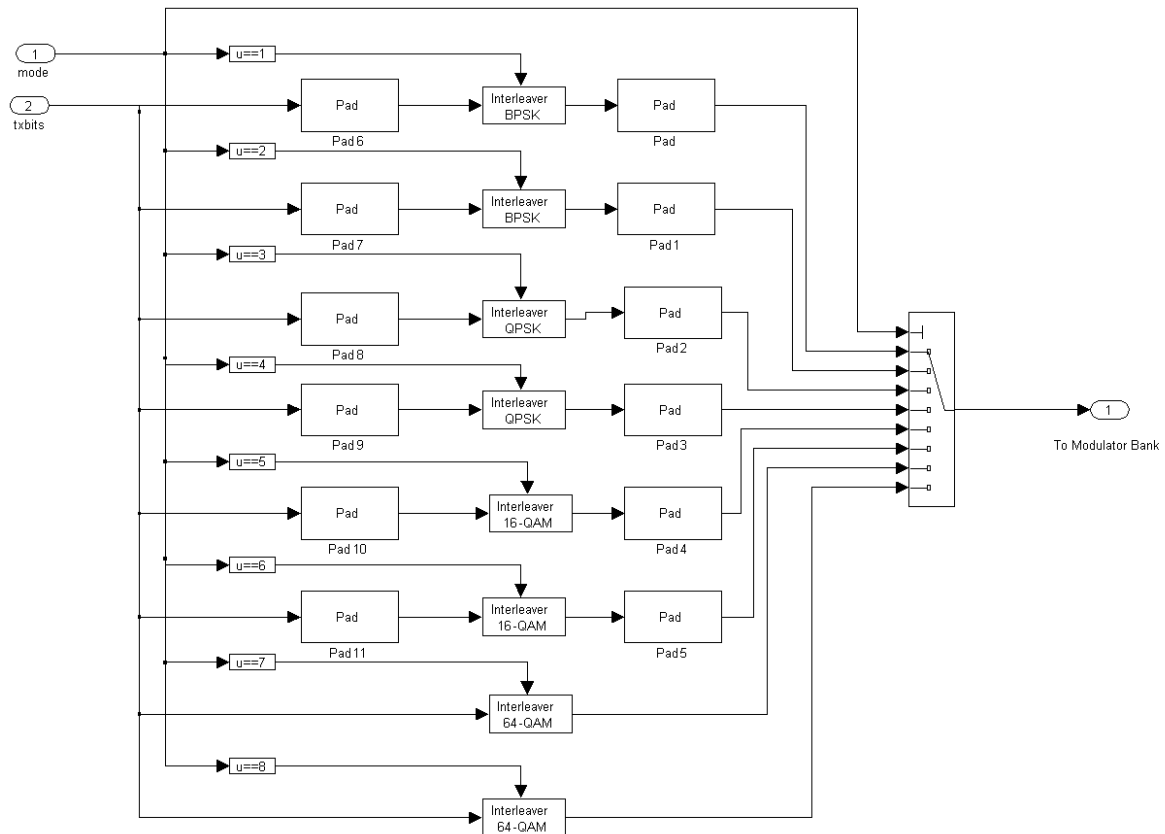 1
mode
2
txbits
u==1
Pad
Pad 6
Interleaver
BPSK
Pad
Pad
u==2
Pad
Pad 7
Interleaver
BPSK
Pad
Pad 1
u==3
Pad
Pad 8
Interleaver
QPSK
Pad
Pad 2
u==4
Pad
Pad 9
Interleaver
QPSK
Pad
Pad 3
u==5
Pad
Pad 10
Interleaver
16-QAM
Pad
Pad 4
u==6
Pad
Pad 11
Interleaver
16-QAM
Pad
Pad 5
u==7
Interleaver
64-QAM
u==8
Interleaver
64-QAM
1
To Modulator Bank